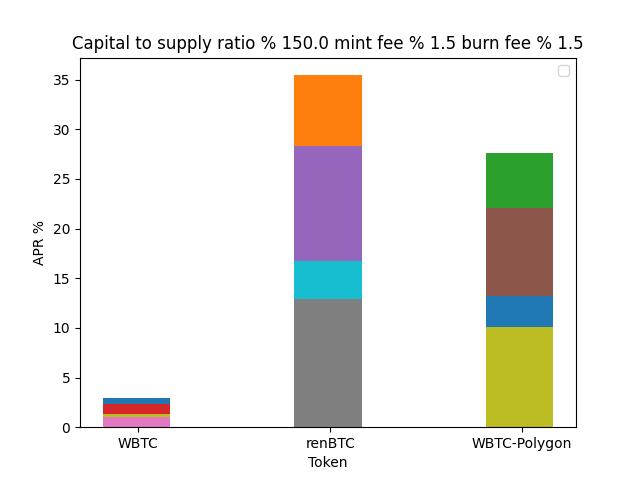 Capital to supply ratio % 150.0 mint fee % 1.5 burn fee % 1.5
35
30
25
20
15
10
5
0
APR %
WBTC
renBTC
WBTC-Polygon
Token